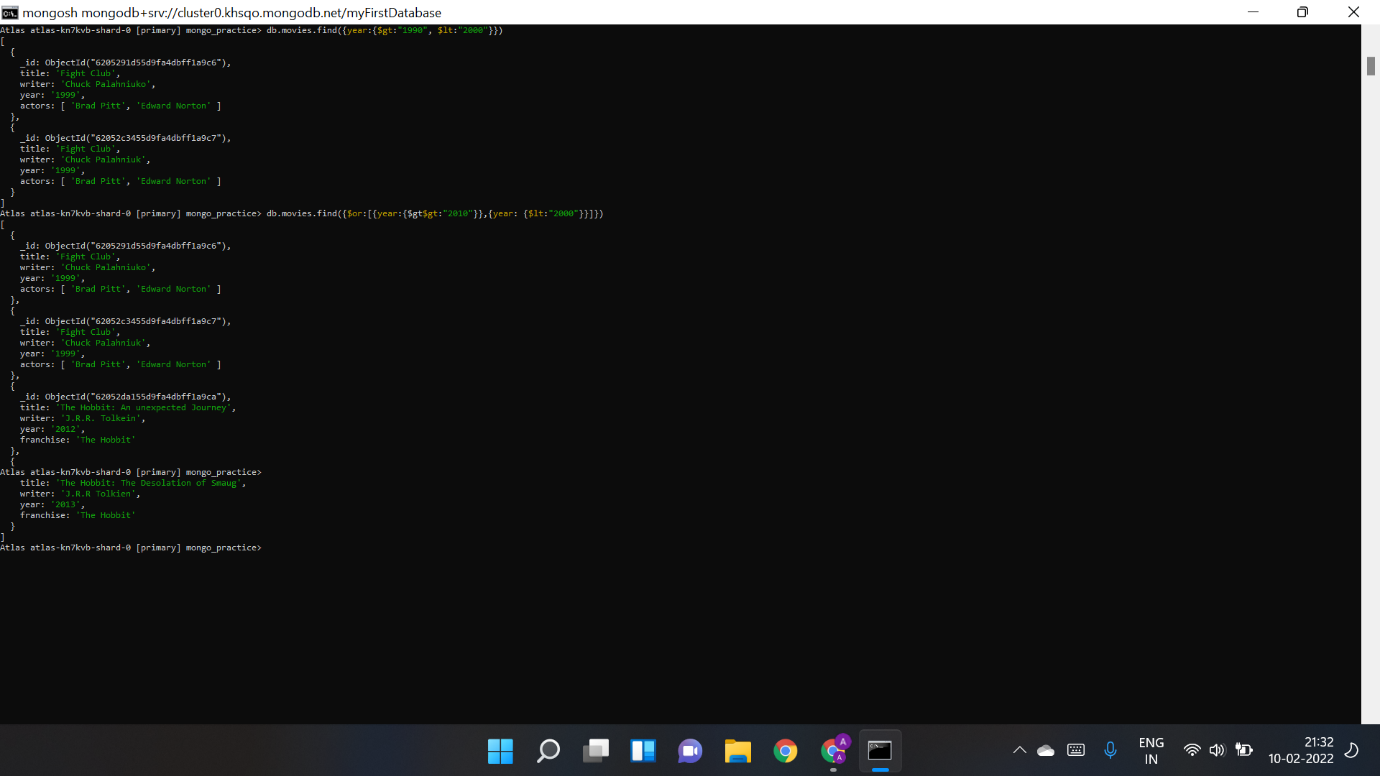 mongosh mongodb+srv://cluster0.khsqo.mongodb.net/myFirstDatabase
Atlas atlas-kn7kvb-shard-0 [primary] mongo_practice> db.movies.find({year:{$gt:"1990", $lt:"2000"}})
[
  {
    _id: ObjectId("6205291d55d9fa4dbff1a9c6"),
    title: 'Fight Club',
    writer: 'Chuck Palahniuko',
    year: '1999',
    actors: [ 'Brad Pitt', 'Edward Norton' ]
  },
  {
    _id: ObjectId("62052c3455d9fa4dbff1a9c7"),
    title: 'Fight Club',
    writer: 'Chuck Palahniuk',
    year: '1999',
    actors: [ 'Brad Pitt', 'Edward Norton' ]
  }
]
Atlas atlas-kn7kvb-shard-0 [primary] mongo_practice> db.movies.find({$or:[{year:{$gt$gt:"2010"}},{year: {$lt:"2000"}}]})
[
  {
    _id: ObjectId("6205291d55d9fa4dbff1a9c6"),
    title: 'Fight Club',
    writer: 'Chuck Palahniuko',
    year: '1999',
    actors: [ 'Brad Pitt', 'Edward Norton' ]
  },
  {
    _id: ObjectId("62052c3455d9fa4dbff1a9c7"),
    title: 'Fight Club',
    writer: 'Chuck Palahniuk',
    year: '1999',
    actors: [ 'Brad Pitt', 'Edward Norton' ]
  },
  {
    _id: ObjectId("62052da155d9fa4dbff1a9ca"),
    title: 'The Hobbit: An unexpected Journey',
    writer: 'J.R.R. Tolkein',
    year: '2012',
    franchise: 'The Hobbit'
  },
  {
Atlas atlas-kn7kvb-shard-0 [primary] mongo_practice>
    title: 'The Hobbit: The Desolation of Smaug',
    writer: 'J.R.R Tolkien',
    year: '2013',
    franchise: 'The Hobbit'
  }
]
Atlas atlas-kn7kvb-shard-0 [primary] mongo_practice>
A
A
ENG
IN
21:32
10-02-2022